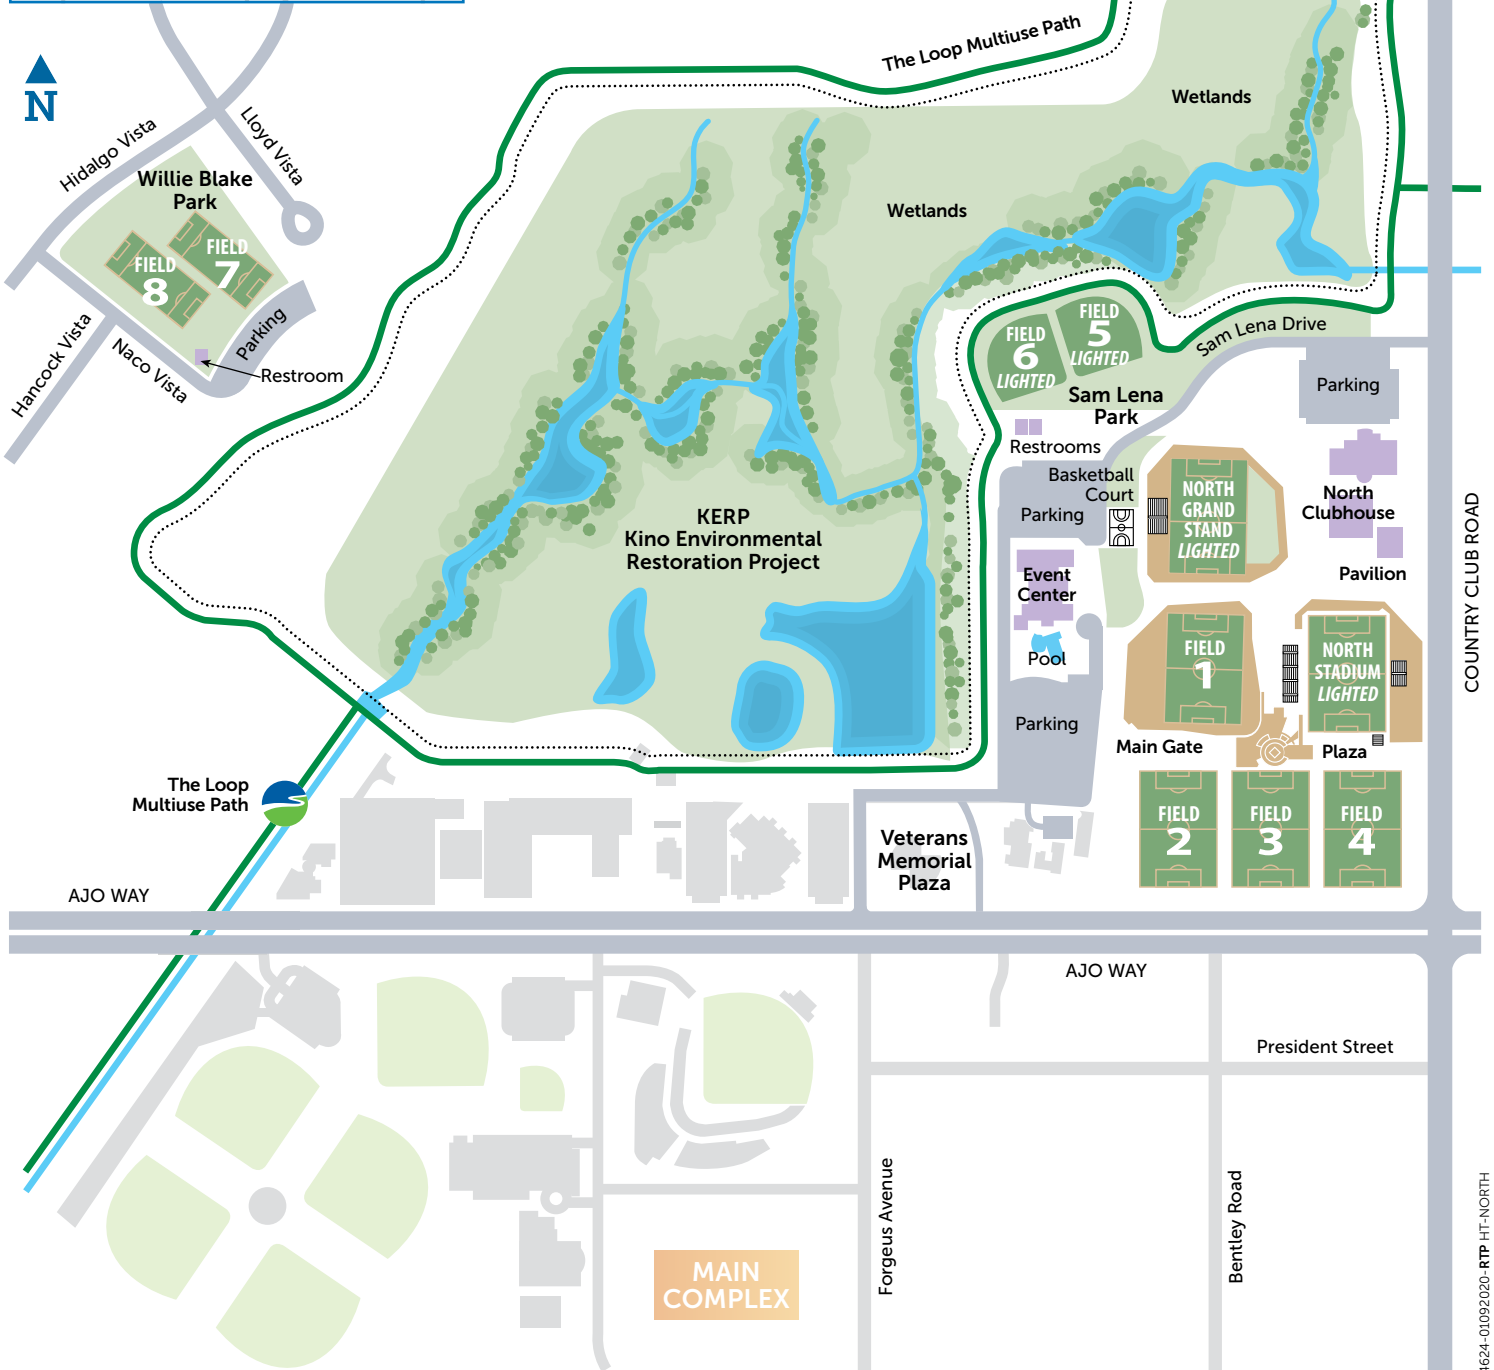 The Loop Multiuse Path
N
Wetlands
Hidalgo Vista
Lloyd Vista
Willie Blake
Park
Wetlands
FIELD
7
FIELD
8
Parking
Restroom
Hancock Vista
Naco Vista
FIELD
5
LIGHTED
FIELD
6
LIGHTED
Sam Lena Drive
Sam Lena
Park
Parking
Restrooms
Basketball
Court
Parking
NORTH
GRAND
STAND
LIGHTED
North
Clubhouse
Pavilion
COUNTRY CLUB ROAD
KERP
Kino Environmental
Restoration Project
Event
Center
Pool
Parking
FIELD
1
NORTH
STADIUM
LIGHTED
Main Gate
Plaza
The Loop
Multiuse Path
FIELD
2
FIELD
3
FIELD
4
Veterans
Memorial
Plaza
AJO WAY
AJO WAY
President Street
Forgeus Avenue
Bentley Road
MAIN
COMPLEX
4624-01092020-RTP HT-NORTH